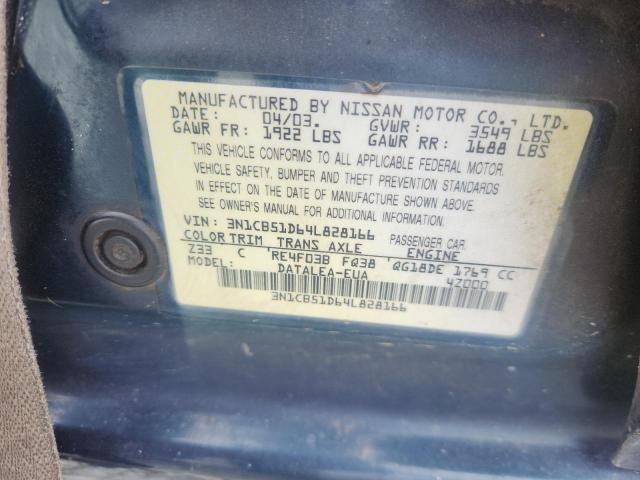 MANUFACTURED BY NISSAN MOTOR CO., LTD.
DATE: 04/03. GVWR: 3549 LBS
GAWR FR: 1922 LBS GAWR RR: 1688 LBS
THIS VEHICLE CONFORMS TO ALL APPLICABLE FEDERAL MOTOR
VEHICLE SAFETY, BUMPER AND THEFT PREVENTION STANDARDS
IN EFFECT ON THE DATE OF MANUFACTURE SHOWN ABOVE.
SEE OWNER'S MANUAL FOR ADDITIONAL INFORMATION.
VIN: 3N1CB51D64L828166 PASSENGER CAR.
COLOR TRIM TRANS AXLE ENGINE
Z33 C RE4F03B FQ38 QG18DE 1769 CC
MODEL: DATALEA-EUA 4Z000
3N1CB51D64L828166